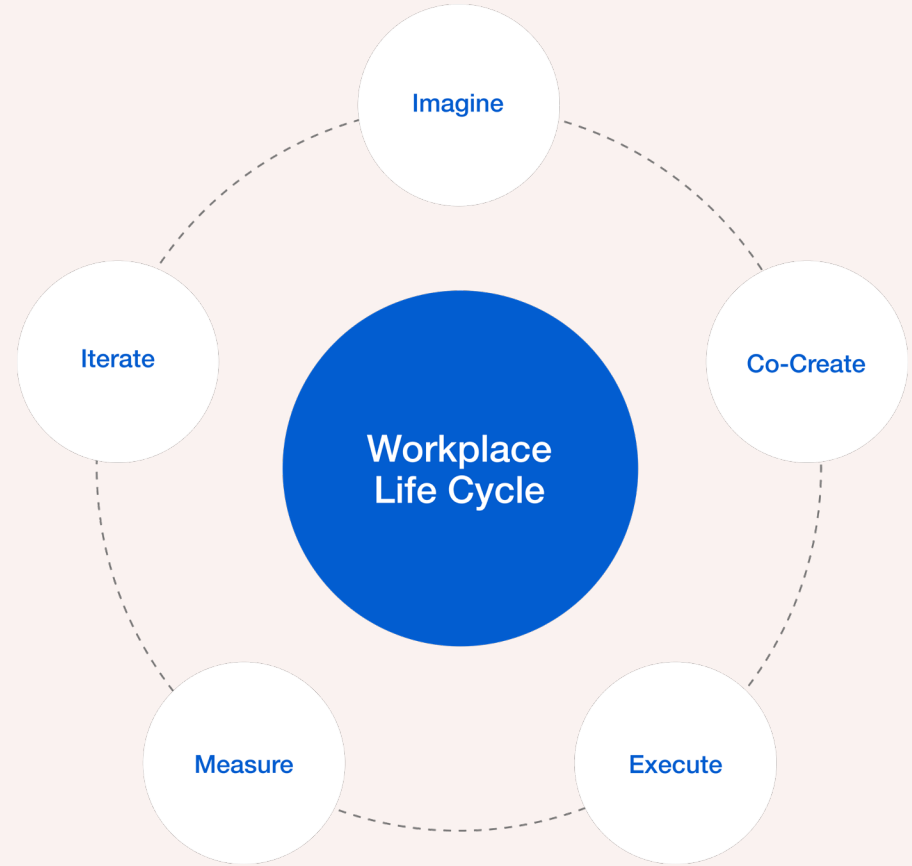 Imagine
Co-Create
Execute
Measure
Iterate
Workplace
Life Cycle